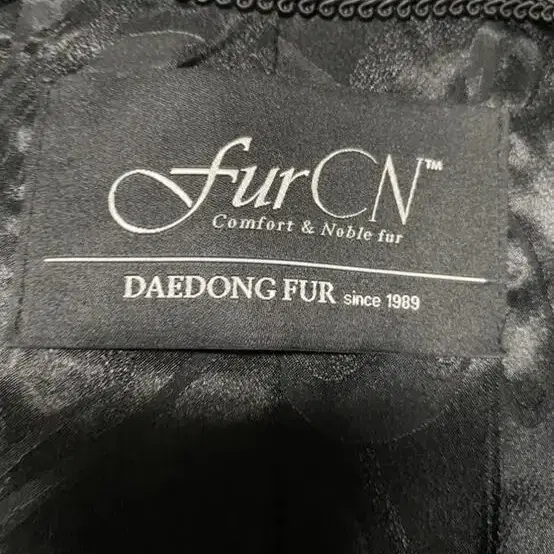 furCN™
Comfort & Noble fur
DAEDONG FUR since 1989